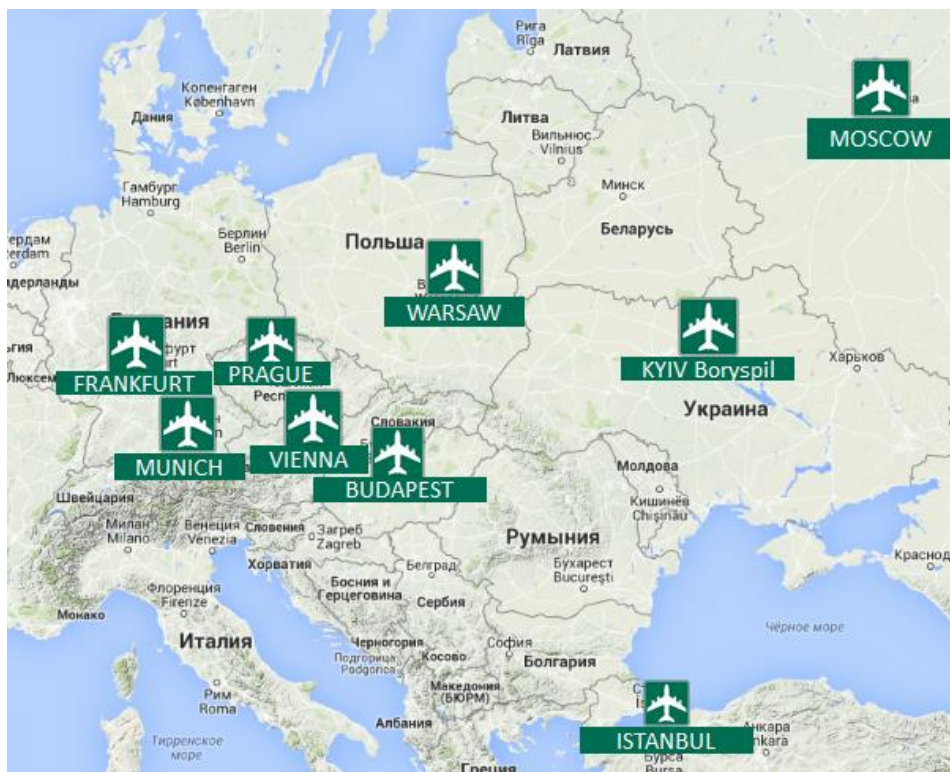 Рига
Rīga
Латвия
Копенгаген
København
Дания
Литва
Вильнюс
Vilnius
MOSCOW
Гамбург
Hamburg
Минск
Беларусь
Берлин
Berlin
Польша
WARSAW
KYIV Boryspil
Харьков
FRANKFURT
PRAGUE
Украина
MUNICH
VIENNA
Словакия
BUDAPEST
Молдова
Кишинёв
Chișinău
Швейцария
Милан
Milano
Венеция
Venezia
Словения
Загреб
Zagreb
Румыния
Хорватия
Белград
Бухарест
București
Босния и
Герцеговина
Флоренция
Firenze
Сербия
Монако
Италия
Черногория
Подгорица
Podgorica
Косово
София
Болгария
Чёрное море
Рим
Roma
Македония
(БЮРМ)
Албания
Тирренское
море
ISTANBUL
Анкара
Бурса
Bursa
Греция